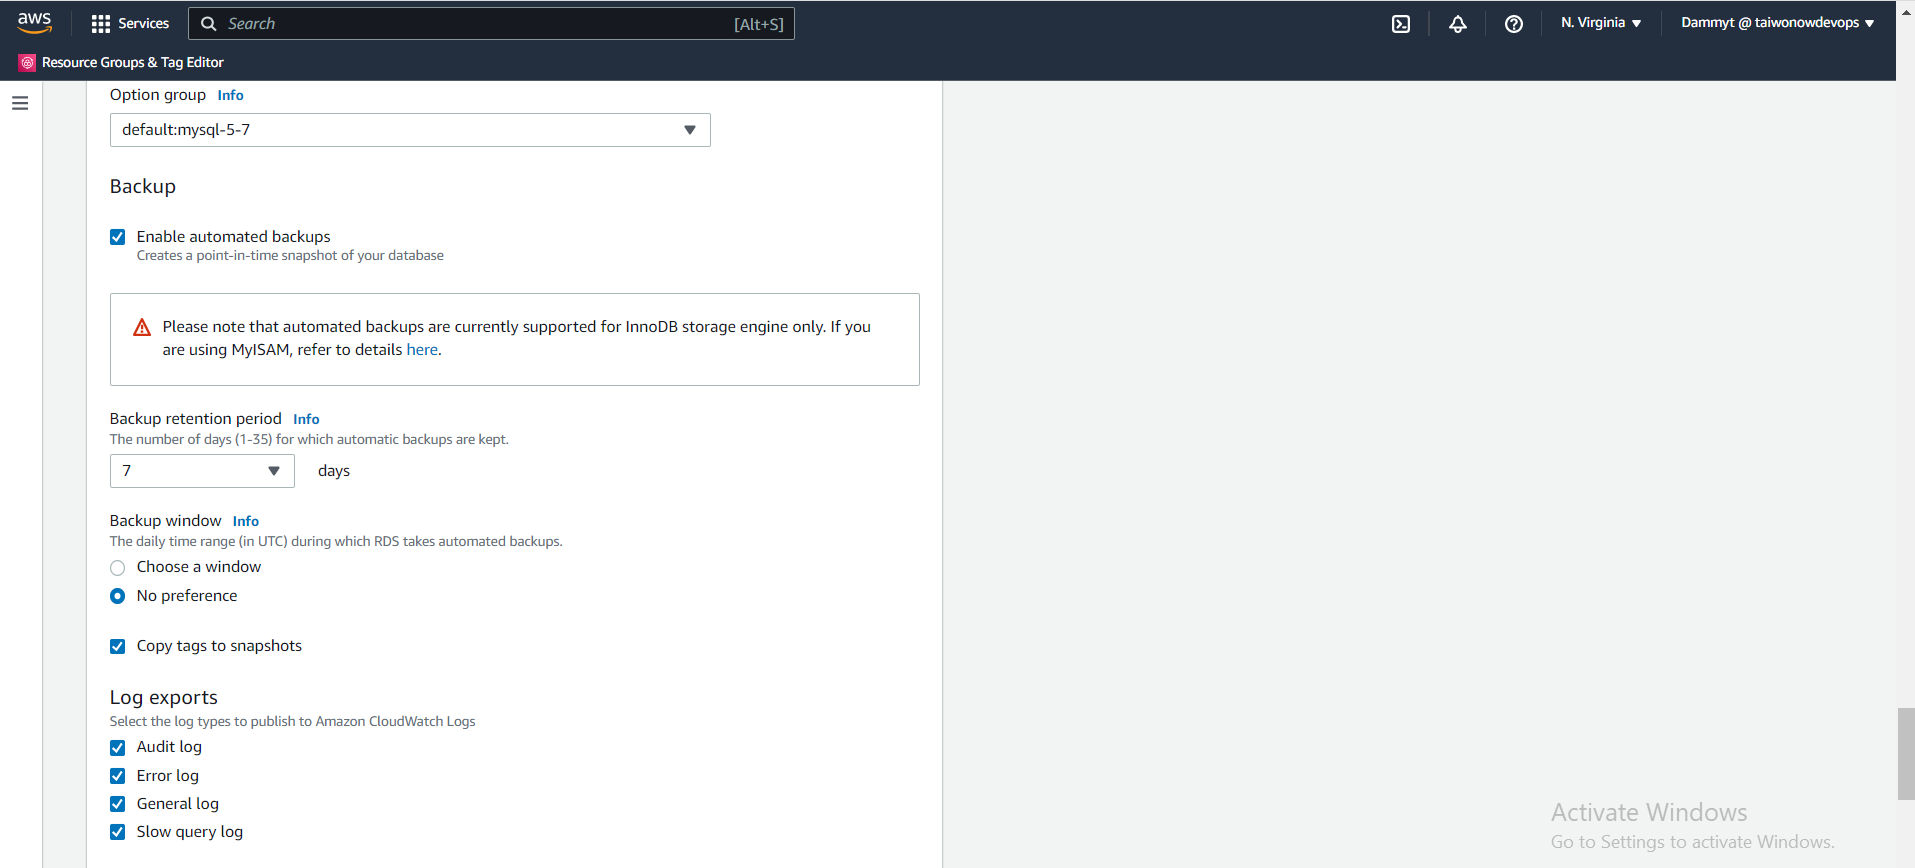 aws
Services
Search
[Alt+S]
N. Virginia
Dammyt @ taiwonowdevops
Resource Groups & Tag Editor
Option group Info
default:mysql-5-7
Backup
Enable automated backups
Creates a point-in-time snapshot of your database
Please note that automated backups are currently supported for InnoDB storage engine only. If you
are using MyISAM, refer to details here.
Backup retention period Info
The number of days (1-35) for which automatic backups are kept.
7 days
Backup window Info
The daily time range (in UTC) during which RDS takes automated backups.
Choose a window
No preference
Copy tags to snapshots
Log exports
Select the log types to publish to Amazon CloudWatch Logs
Audit log
Error log
General log
Slow query log
Activate Windows
Go to Settings to activate Windows.